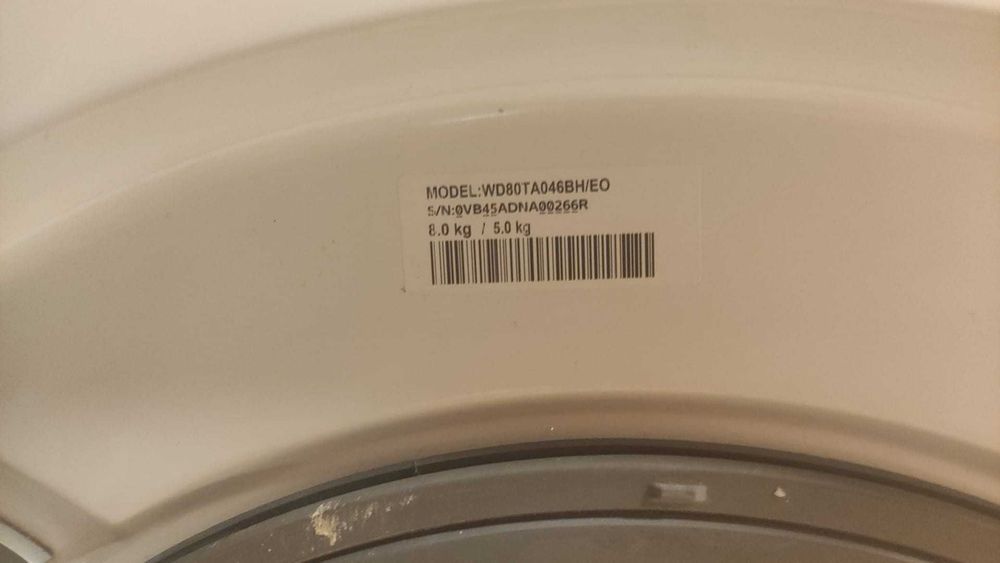 MODEL:WD80TA046BH/EO
S/N:0VB45ADNA00266R
8.0 kg / 5.0 kg